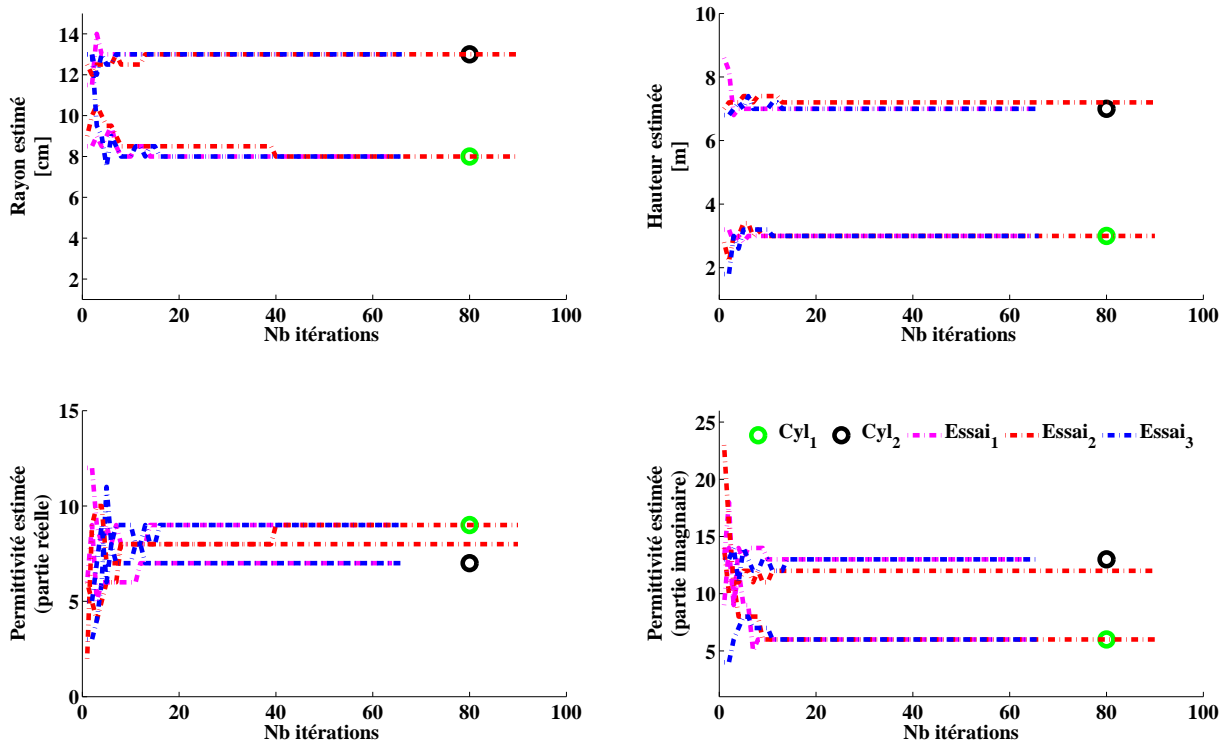 14
12
10
8
6
4
2
Rayon estimé
[cm]
0 20 40 60 80 100
Nb itérations
10
8
6
4
2
Hauteur estimée
[m]
0 20 40 60 80 100
Nb itérations
15
10
5
0
Permittivité estimée
(partie réelle)
0 20 40 60 80 100
Nb itérations
25
20
15
10
5
Permittivité estimée
(partie imaginaire)
Cyl1 Cyl2 Essai1 Essai2 Essai3
0 20 40 60 80 100
Nb itérations